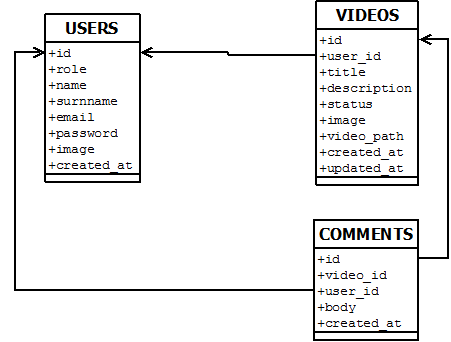 USERS
+id
+role
+name
+surnname
+email
+password
+image
+created_at
VIDEOS
+id
+user_id
+title
+description
+status
+image
+video_path
+created_at
+updated_at
COMMENTS
+id
+video_id
+user_id
+body
+created_at